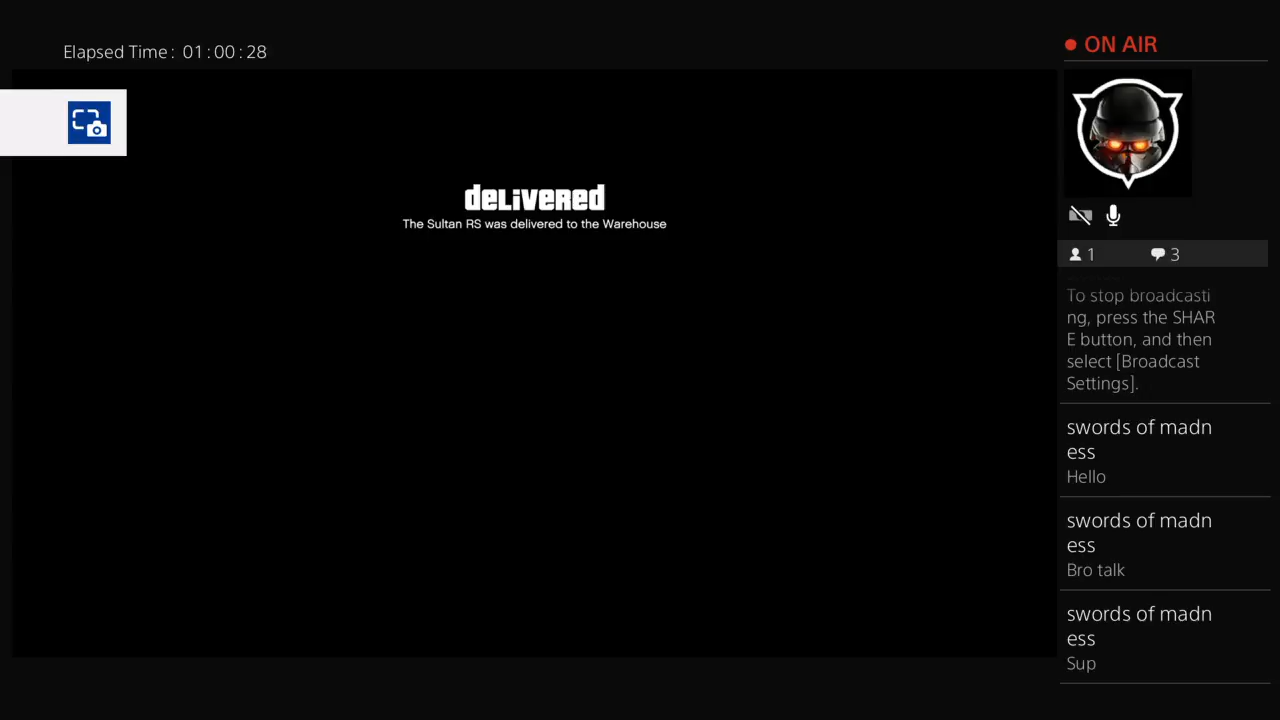 Elapsed Time: 01:00:28
ON AIR
delivered
The Sultan RS was delivered to the Warehouse
1 3
To stop broadcasti
ng, press the SHAR
E button, and then
select [Broadcast
Settings].
swords of madn
ess
Hello
swords of madn
ess
Bro talk
swords of madn
ess
Sup